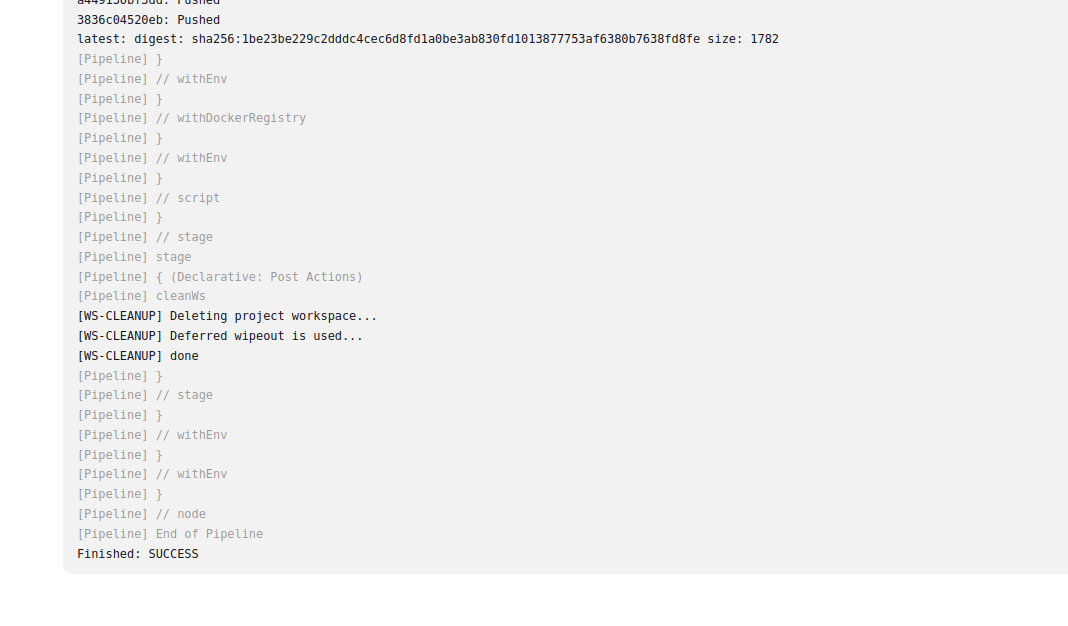 3836c04520eb: Pushed
latest: digest: sha256:1be23be229c2dddc4cec6d8fd1a0be3ab830fd1013877753af6380b7638fd8fe size: 1782
[Pipeline] }
[Pipeline] // withEnv
[Pipeline] }
[Pipeline] // withDockerRegistry
[Pipeline] }
[Pipeline] // withEnv
[Pipeline] }
[Pipeline] // script
[Pipeline] }
[Pipeline] // stage
[Pipeline] stage
[Pipeline] { (Declarative: Post Actions)
[Pipeline] cleanWs
[WS-CLEANUP] Deleting project workspace...
[WS-CLEANUP] Deferred wipeout is used...
[WS-CLEANUP] done
[Pipeline] }
[Pipeline] // stage
[Pipeline] }
[Pipeline] // withEnv
[Pipeline] }
[Pipeline] // withEnv
[Pipeline] }
[Pipeline] // node
[Pipeline] End of Pipeline
Finished: SUCCESS